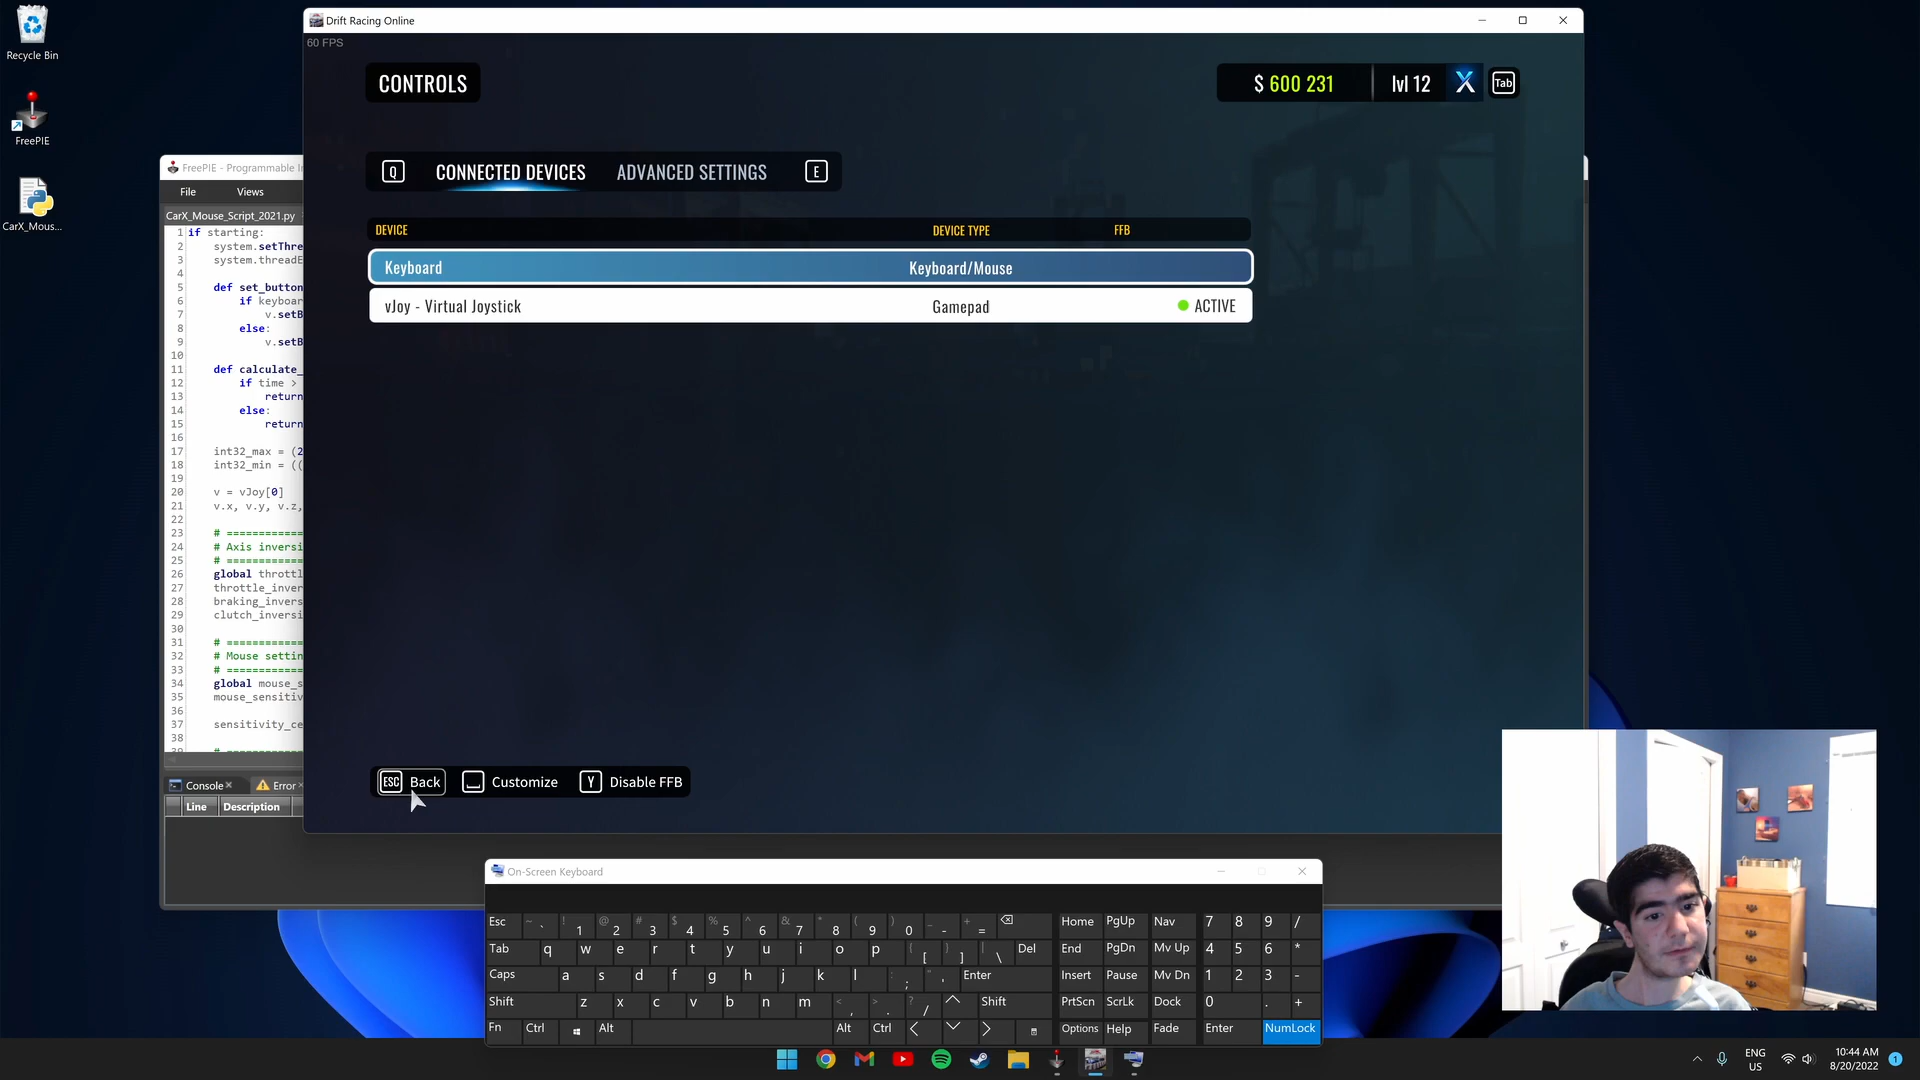 Recycle Bin
FreePIE
CarX_Mous...
Drift Racing Online
60 FPS
CONTROLS
$ 600 231
lvl 12
X
Tab
Q
CONNECTED DEVICES
ADVANCED SETTINGS
E
DEVICE
DEVICE TYPE
FFB
Keyboard
Keyboard/Mouse
vJoy - Virtual Joystick
Gamepad
ACTIVE
ESC Back
Customize
Y Disable FFB
FreePIE - Programmable I
File
Views
CarX_Mouse_Script_2021.py
1 if starting:
2 system.setThre
3 system.threadE
4
5 def set_button
6 if keyboar
7 v.setB
8 else:
9 v.setB
10
11 def calculate_
12 if time >
13 return
14 else:
15 return
16
17 int32_max = (2
18 int32_min = ((
19
20 v = vJoy[0]
21 v.x, v.y, v.z,
22
23 # =============
24 # Axis inversi
25 # =============
26 global throttl
27 throttle_inver
28 braking_invers
29 clutch_inversi
30
31 # =============
32 # Mouse settin
33 # =============
34 global mouse_s
35 mouse_sensitiv
36
37 sensitivity_ce
38
Console
Error
Line
Description
On-Screen Keyboard
Esc ~ ` ! 1 @ 2 # 3 $ 4 % 5 ^ 6 & 7 * 8 ( 9 ) 0 _ - + = Home PgUp Nav 7 8 9 /
Tab q w e r t y u i o p { [ } ] | \ Del End PgDn Mv Up 4 5 6 *
Caps a s d f g h j k l : ; " ' Enter Insert Pause Mv Dn 1 2 3 -
Shift z x c v b n m < , > . ? / Shift PrtScn ScrLk Dock 0 . +
Fn Ctrl Alt Alt Ctrl Options Help Fade Enter NumLock
ENG
US
10:44 AM
8/20/2022
1